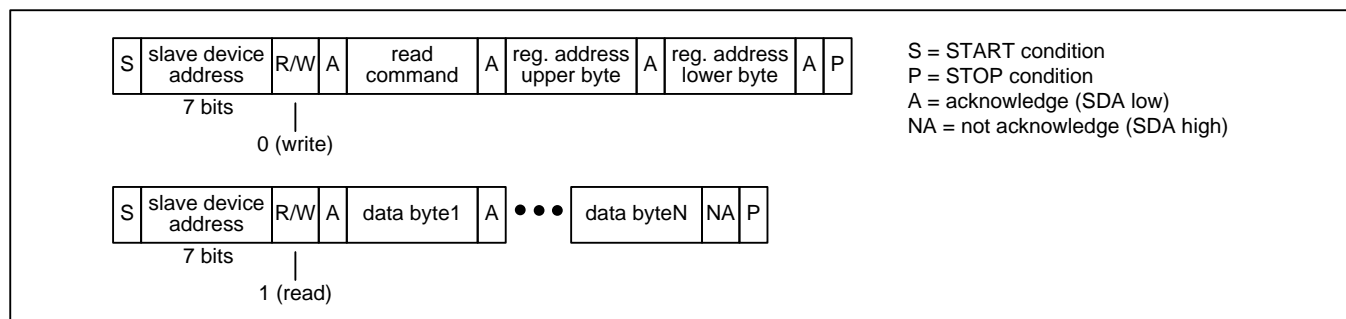 S slave device address R/W A read command A reg. address upper byte A reg. address lower byte A P
7 bits
0 (write)
S slave device address R/W A data byte1 A ••• data byteN NA P
7 bits
1 (read)
S = START condition
P = STOP condition
A = acknowledge (SDA low)
NA = not acknowledge (SDA high)